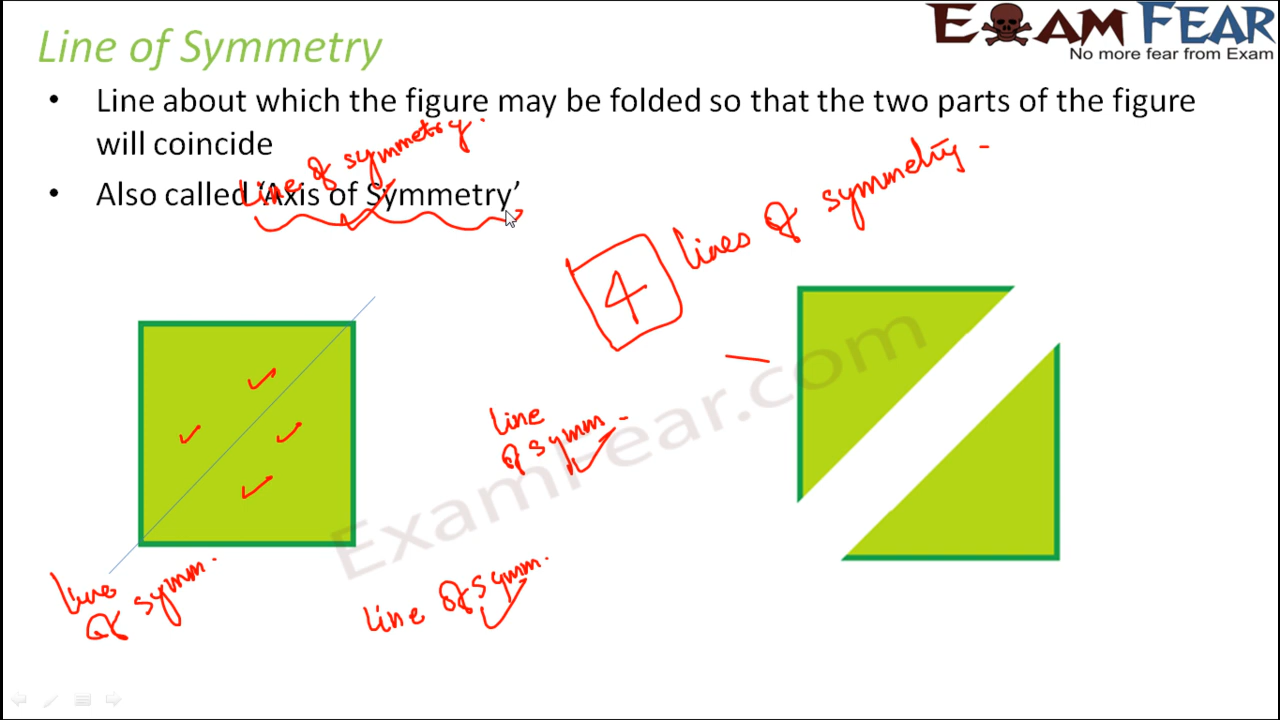 Line of Symmetry
EXAM FEAR
No more fear from Exam
• Line about which the figure may be folded so that the two parts of the figure
will coincide
• Also called ‘Axis of Symmetry’
Line of symmetry.
4 lines of symmetry -
line
of symm.
line
of symm.
line of symm.
ExamFear.com